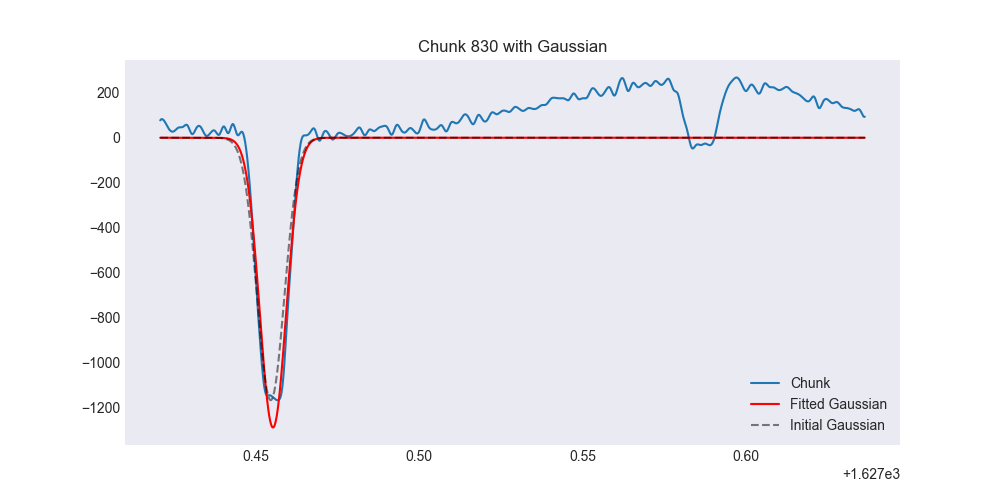 Chunk 830 with Gaussian
200
0
−200
−400
−600
−800
−1000
−1200
0.45
0.50
0.55
0.60
+1.627e3
Chunk
Fitted Gaussian
Initial Gaussian